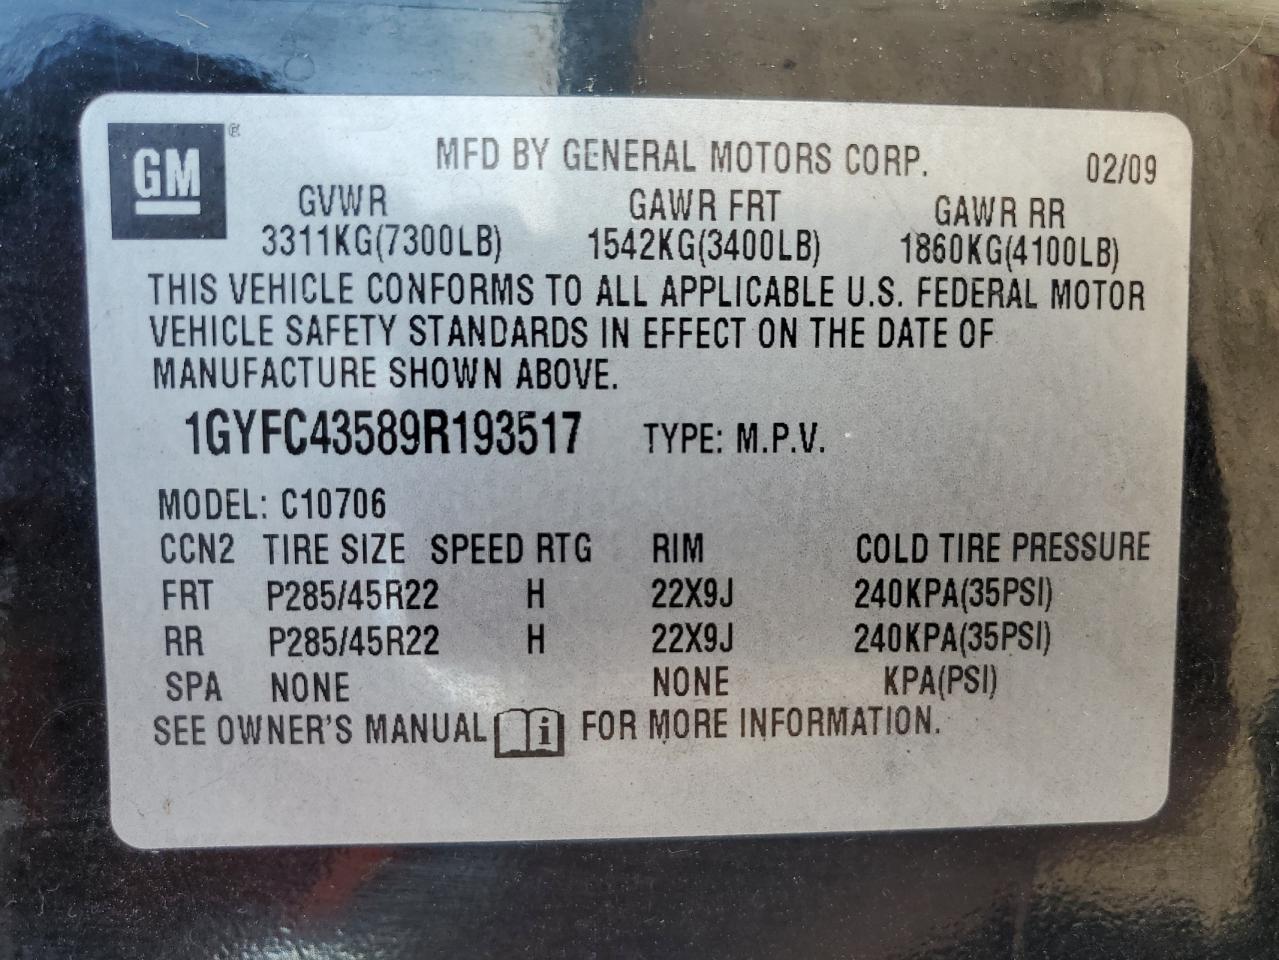 GM ®
MFD BY GENERAL MOTORS CORP. 02/09
GVWR GAWR FRT GAWR RR
3311KG(7300LB) 1542KG(3400LB) 1860KG(4100LB)
THIS VEHICLE CONFORMS TO ALL APPLICABLE U.S. FEDERAL MOTOR
VEHICLE SAFETY STANDARDS IN EFFECT ON THE DATE OF
MANUFACTURE SHOWN ABOVE.
1GYFC43589R193517 TYPE: M.P.V.
MODEL: C10706
CCN2 TIRE SIZE SPEED RTG RIM COLD TIRE PRESSURE
FRT P285/45R22 H 22X9J 240KPA(35PSI)
RR P285/45R22 H 22X9J 240KPA(35PSI)
SPA NONE NONE KPA(PSI)
SEE OWNER'S MANUAL i FOR MORE INFORMATION.